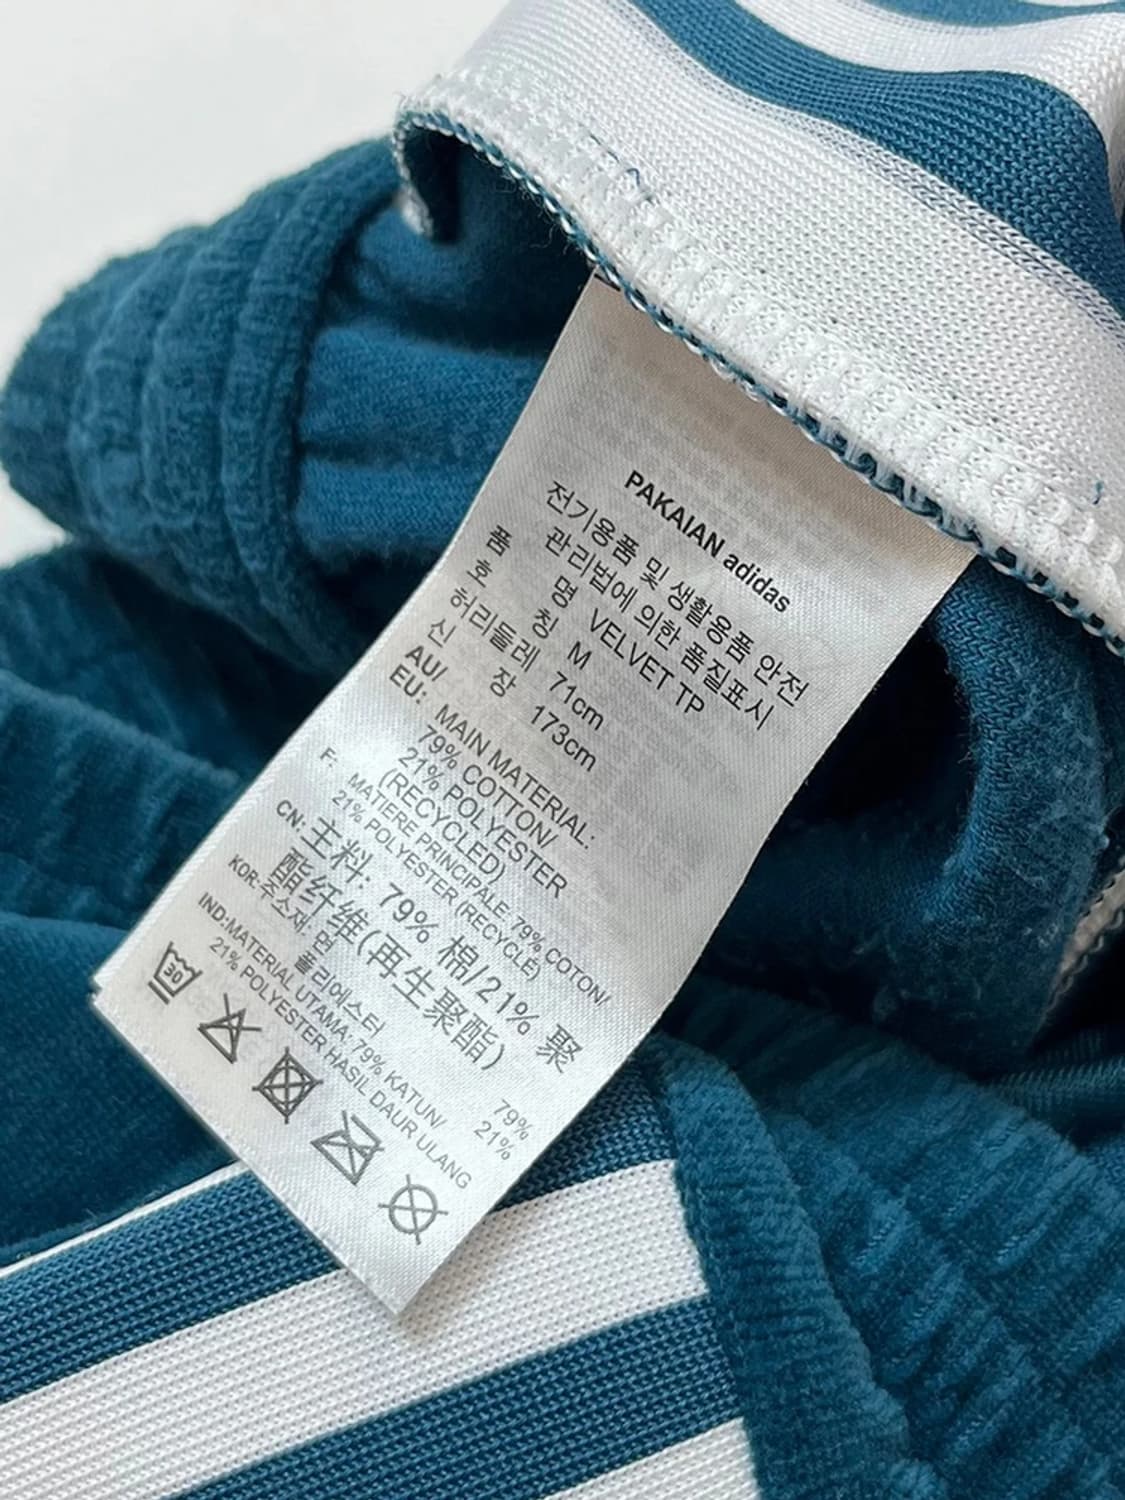 PAKAIAN adidas
전기용품 및 생활용품 안전
관리법에 의한 품질표시
품 명 VELVET TP
호 칭 M
허리둘레 71cm
신 장 173cm
AU/
EU: MAIN MATERIAL:
79% COTTON/
21% POLYESTER
(RECYCLED)
F: MATIERE PRINCIPALE 79% COTON/
21% POLYESTER (RECYCLE)
CN:主料: 79% 棉/21% 聚
酯纤维(再生聚酯)
KOR:주소재, 면 79%
폴리에스터 21%
IND:MATERIAL UTAMA: 79% KATUN/
21% POLYESTER HASIL DAUR ULANG
30